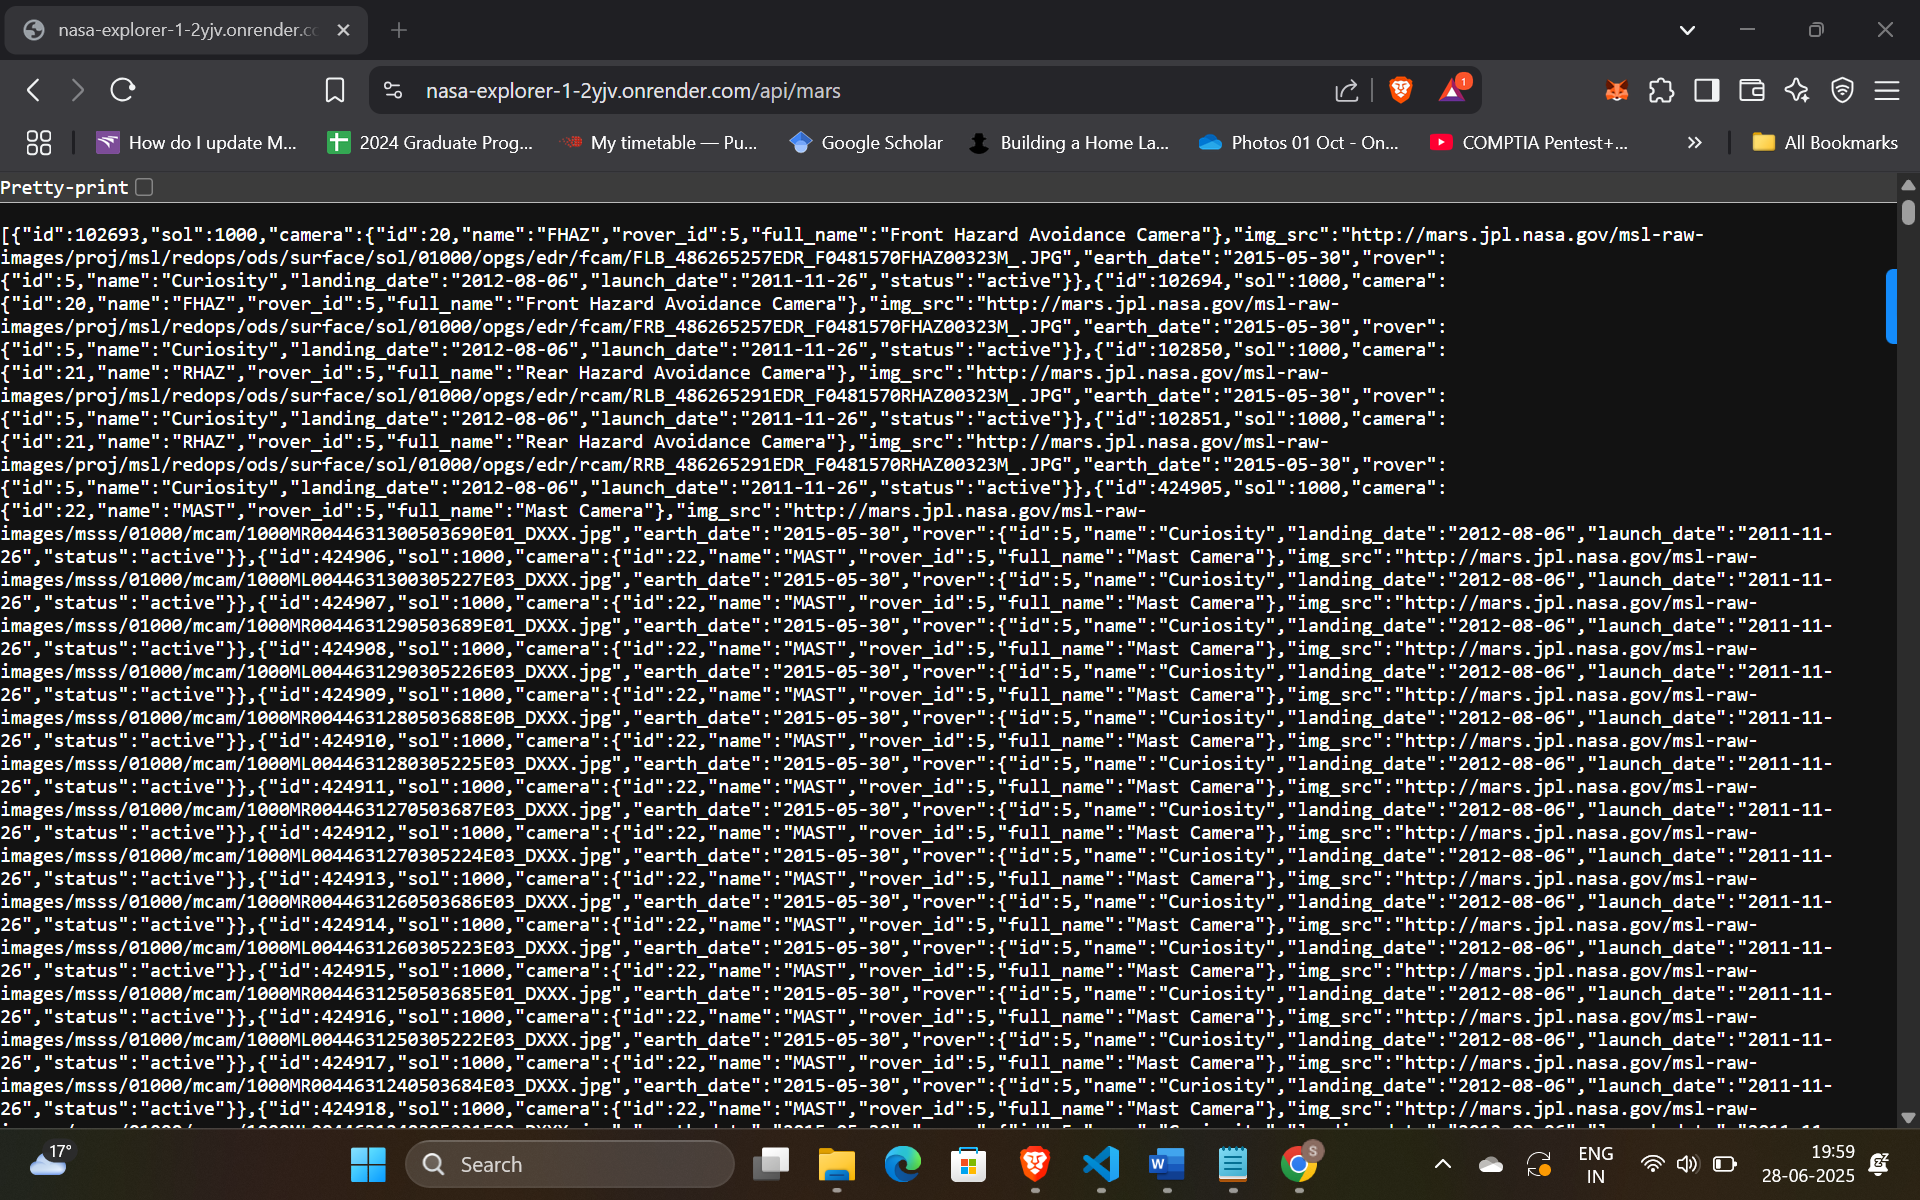 nasa-explorer-1-2yjv.onrender.co
nasa-explorer-1-2yjv.onrender.com/api/mars
1
How do I update M...
2024 Graduate Prog...
My timetable — Pu...
Google Scholar
Building a Home La...
Photos 01 Oct - On...
COMPTIA Pentest+...
All Bookmarks
Pretty-print
[{"id":102693,"sol":1000,"camera":{"id":20,"name":"FHAZ","rover_id":5,"full_name":"Front Hazard Avoidance Camera"},"img_src":"http://mars.jpl.nasa.gov/msl-raw-
images/proj/msl/redops/ods/surface/sol/01000/opgs/edr/fcam/FLB_486265257EDR_F0481570FHAZ00323M_.JPG","earth_date":"2015-05-30","rover":
{"id":5,"name":"Curiosity","landing_date":"2012-08-06","launch_date":"2011-11-26","status":"active"}},{"id":102694,"sol":1000,"camera":
{"id":20,"name":"FHAZ","rover_id":5,"full_name":"Front Hazard Avoidance Camera"},"img_src":"http://mars.jpl.nasa.gov/msl-raw-
images/proj/msl/redops/ods/surface/sol/01000/opgs/edr/fcam/FRB_486265257EDR_F0481570FHAZ00323M_.JPG","earth_date":"2015-05-30","rover":
{"id":5,"name":"Curiosity","landing_date":"2012-08-06","launch_date":"2011-11-26","status":"active"}},{"id":102850,"sol":1000,"camera":
{"id":21,"name":"RHAZ","rover_id":5,"full_name":"Rear Hazard Avoidance Camera"},"img_src":"http://mars.jpl.nasa.gov/msl-raw-
images/proj/msl/redops/ods/surface/sol/01000/opgs/edr/rcam/RLB_486265291EDR_F0481570RHAZ00323M_.JPG","earth_date":"2015-05-30","rover":
{"id":5,"name":"Curiosity","landing_date":"2012-08-06","launch_date":"2011-11-26","status":"active"}},{"id":102851,"sol":1000,"camera":
{"id":21,"name":"RHAZ","rover_id":5,"full_name":"Rear Hazard Avoidance Camera"},"img_src":"http://mars.jpl.nasa.gov/msl-raw-
images/proj/msl/redops/ods/surface/sol/01000/opgs/edr/rcam/RRB_486265291EDR_F0481570RHAZ00323M_.JPG","earth_date":"2015-05-30","rover":
{"id":5,"name":"Curiosity","landing_date":"2012-08-06","launch_date":"2011-11-26","status":"active"}},{"id":424905,"sol":1000,"camera":
{"id":22,"name":"MAST","rover_id":5,"full_name":"Mast Camera"},"img_src":"http://mars.jpl.nasa.gov/msl-raw-
images/msss/01000/mcam/1000MR0044631300503690E01_DXXX.jpg","earth_date":"2015-05-30","rover":{"id":5,"name":"Curiosity","landing_date":"2012-08-06","launch_date":"2011-11-
26","status":"active"}},{"id":424906,"sol":1000,"camera":{"id":22,"name":"MAST","rover_id":5,"full_name":"Mast Camera"},"img_src":"http://mars.jpl.nasa.gov/msl-raw-
images/msss/01000/mcam/1000ML0044631300305227E03_DXXX.jpg","earth_date":"2015-05-30","rover":{"id":5,"name":"Curiosity","landing_date":"2012-08-06","launch_date":"2011-11-
26","status":"active"}},{"id":424907,"sol":1000,"camera":{"id":22,"name":"MAST","rover_id":5,"full_name":"Mast Camera"},"img_src":"http://mars.jpl.nasa.gov/msl-raw-
images/msss/01000/mcam/1000MR0044631290503689E01_DXXX.jpg","earth_date":"2015-05-30","rover":{"id":5,"name":"Curiosity","landing_date":"2012-08-06","launch_date":"2011-11-
26","status":"active"}},{"id":424908,"sol":1000,"camera":{"id":22,"name":"MAST","rover_id":5,"full_name":"Mast Camera"},"img_src":"http://mars.jpl.nasa.gov/msl-raw-
images/msss/01000/mcam/1000ML0044631290305226E03_DXXX.jpg","earth_date":"2015-05-30","rover":{"id":5,"name":"Curiosity","landing_date":"2012-08-06","launch_date":"2011-11-
26","status":"active"}},{"id":424909,"sol":1000,"camera":{"id":22,"name":"MAST","rover_id":5,"full_name":"Mast Camera"},"img_src":"http://mars.jpl.nasa.gov/msl-raw-
images/msss/01000/mcam/1000MR0044631280503688E0B_DXXX.jpg","earth_date":"2015-05-30","rover":{"id":5,"name":"Curiosity","landing_date":"2012-08-06","launch_date":"2011-11-
26","status":"active"}},{"id":424910,"sol":1000,"camera":{"id":22,"name":"MAST","rover_id":5,"full_name":"Mast Camera"},"img_src":"http://mars.jpl.nasa.gov/msl-raw-
images/msss/01000/mcam/1000ML0044631280305225E03_DXXX.jpg","earth_date":"2015-05-30","rover":{"id":5,"name":"Curiosity","landing_date":"2012-08-06","launch_date":"2011-11-
26","status":"active"}},{"id":424911,"sol":1000,"camera":{"id":22,"name":"MAST","rover_id":5,"full_name":"Mast Camera"},"img_src":"http://mars.jpl.nasa.gov/msl-raw-
images/msss/01000/mcam/1000MR0044631270503687E03_DXXX.jpg","earth_date":"2015-05-30","rover":{"id":5,"name":"Curiosity","landing_date":"2012-08-06","launch_date":"2011-11-
26","status":"active"}},{"id":424912,"sol":1000,"camera":{"id":22,"name":"MAST","rover_id":5,"full_name":"Mast Camera"},"img_src":"http://mars.jpl.nasa.gov/msl-raw-
images/msss/01000/mcam/1000ML0044631270305224E03_DXXX.jpg","earth_date":"2015-05-30","rover":{"id":5,"name":"Curiosity","landing_date":"2012-08-06","launch_date":"2011-11-
26","status":"active"}},{"id":424913,"sol":1000,"camera":{"id":22,"name":"MAST","rover_id":5,"full_name":"Mast Camera"},"img_src":"http://mars.jpl.nasa.gov/msl-raw-
images/msss/01000/mcam/1000MR0044631260503686E03_DXXX.jpg","earth_date":"2015-05-30","rover":{"id":5,"name":"Curiosity","landing_date":"2012-08-06","launch_date":"2011-11-
26","status":"active"}},{"id":424914,"sol":1000,"camera":{"id":22,"name":"MAST","rover_id":5,"full_name":"Mast Camera"},"img_src":"http://mars.jpl.nasa.gov/msl-raw-
images/msss/01000/mcam/1000ML0044631260305223E03_DXXX.jpg","earth_date":"2015-05-30","rover":{"id":5,"name":"Curiosity","landing_date":"2012-08-06","launch_date":"2011-11-
26","status":"active"}},{"id":424915,"sol":1000,"camera":{"id":22,"name":"MAST","rover_id":5,"full_name":"Mast Camera"},"img_src":"http://mars.jpl.nasa.gov/msl-raw-
images/msss/01000/mcam/1000MR0044631250503685E01_DXXX.jpg","earth_date":"2015-05-30","rover":{"id":5,"name":"Curiosity","landing_date":"2012-08-06","launch_date":"2011-11-
26","status":"active"}},{"id":424916,"sol":1000,"camera":{"id":22,"name":"MAST","rover_id":5,"full_name":"Mast Camera"},"img_src":"http://mars.jpl.nasa.gov/msl-raw-
images/msss/01000/mcam/1000ML0044631250305222E03_DXXX.jpg","earth_date":"2015-05-30","rover":{"id":5,"name":"Curiosity","landing_date":"2012-08-06","launch_date":"2011-11-
26","status":"active"}},{"id":424917,"sol":1000,"camera":{"id":22,"name":"MAST","rover_id":5,"full_name":"Mast Camera"},"img_src":"http://mars.jpl.nasa.gov/msl-raw-
images/msss/01000/mcam/1000MR0044631240503684E03_DXXX.jpg","earth_date":"2015-05-30","rover":{"id":5,"name":"Curiosity","landing_date":"2012-08-06","launch_date":"2011-11-
26","status":"active"}},{"id":424918,"sol":1000,"camera":{"id":22,"name":"MAST","rover_id":5,"full_name":"Mast Camera"},"img_src":"http://mars.jpl.nasa.gov/msl-raw-
17°
Search
S
ENG
IN
19:59
28-06-2025